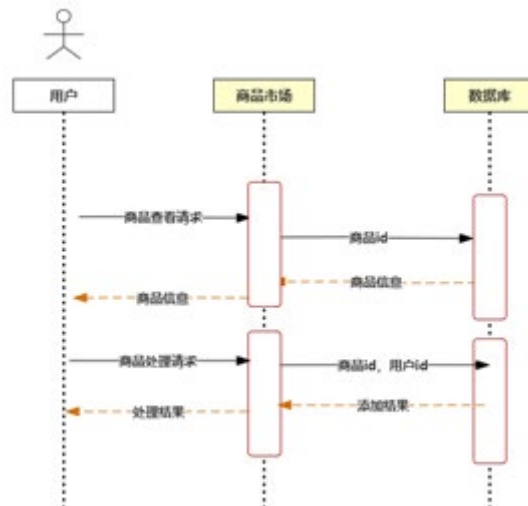 用户
商品市场
数据库
商品查看请求
商品id
商品信息
商品信息
商品处理请求
商品id，用户id
添加结果
处理结果